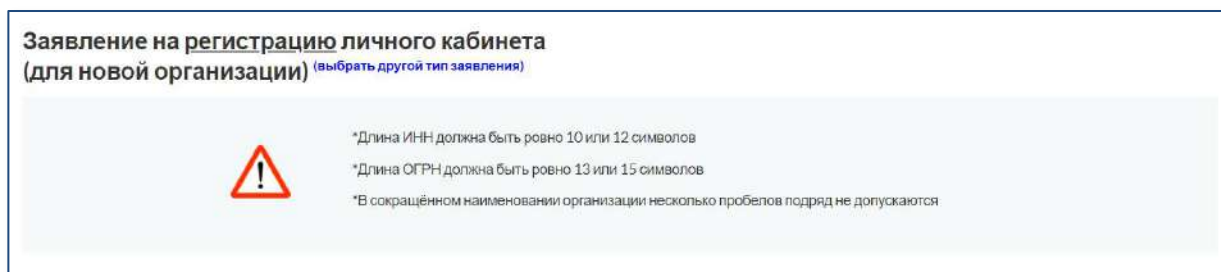 Заявление на регистрацию личного кабинета
(для новой организации) (выбрать другой тип заявления)
*Длина ИНН должна быть ровно 10 или 12 символов
*Длина ОГРН должна быть ровно 13 или 15 символов
*В сокращённом наименовании организации несколько пробелов подряд не допускаются